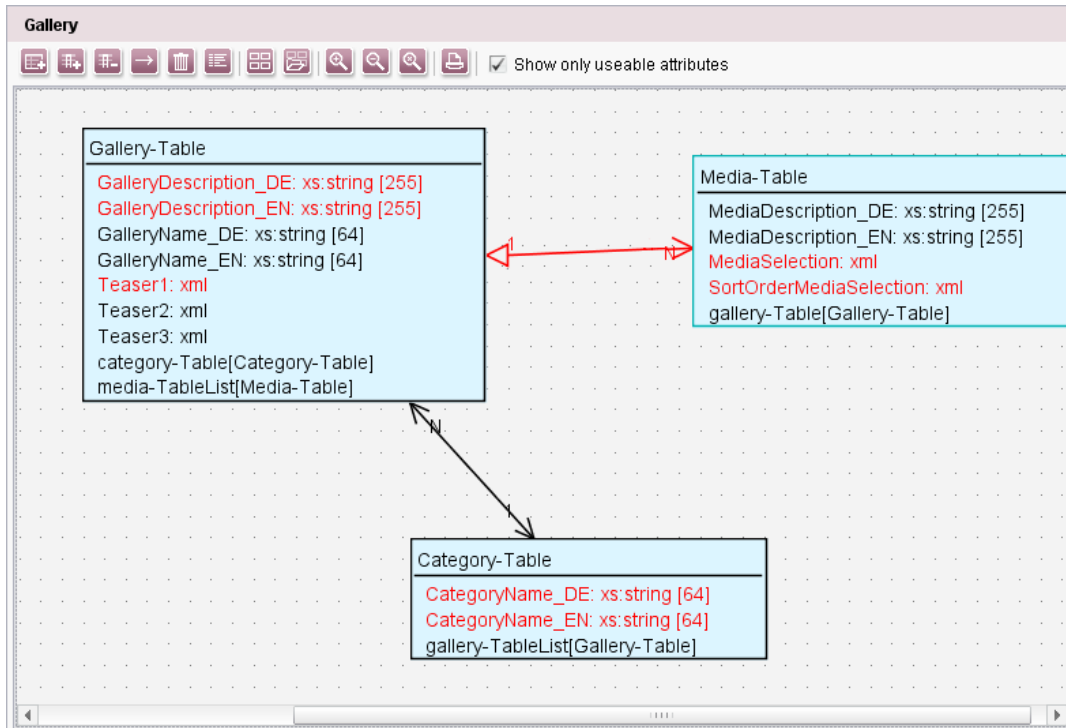 Gallery
Show only useable attributes
Gallery-Table
GalleryDescription_DE: xs:string [255]
GalleryDescription_EN: xs:string [255]
GalleryName_DE: xs:string [64]
GalleryName_EN: xs:string [64]
Teaser1: xml
Teaser2: xml
Teaser3: xml
category-Table[Category-Table]
media-TableList[Media-Table]
1
N
Media-Table
MediaDescription_DE: xs:string [255]
MediaDescription_EN: xs:string [255]
MediaSelection: xml
SortOrderMediaSelection: xml
gallery-Table[Gallery-Table]
N
1
Category-Table
CategoryName_DE: xs:string [64]
CategoryName_EN: xs:string [64]
gallery-TableList[Gallery-Table]